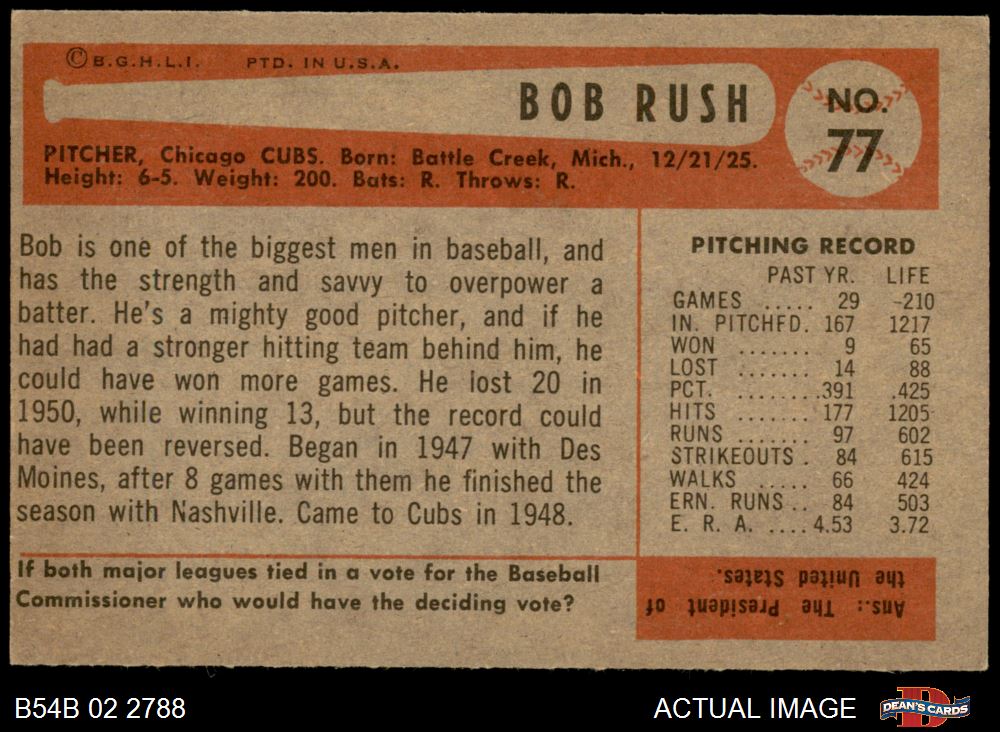 ©B.G.H.L.I. PTD. IN U.S.A.
BOB RUSH
NO.
77
PITCHER, Chicago CUBS. Born: Battle Creek, Mich., 12/21/25.
Height: 6-5. Weight: 200. Bats: R. Throws: R.
Bob is one of the biggest men in baseball, and
has the strength and savvy to overpower a
batter. He's a mighty good pitcher, and if he
had had a stronger hitting team behind him, he
could have won more games. He lost 20 in
1950, while winning 13, but the record could
have been reversed. Began in 1947 with Des
Moines, after 8 games with them he finished the
season with Nashville. Came to Cubs in 1948.
PITCHING RECORD
PAST YR. LIFE
GAMES ..... 29 210
IN. PITCHED. 167 1217
WON ....... 9 65
LOST ....... 14 88
PCT. ........391 .425
HITS ....... 177 1205
RUNS ....... 97 602
STRIKEOUTS . 84 615
WALKS ..... 66 424
ERN. RUNS .. 84 503
E. R. A. .... 4.53 3.72
If both major leagues tied in a vote for the Baseball
Commissioner who would have the deciding vote?
Ans.: The President of
the United States.
B54B 02 2788
ACTUAL IMAGE
D
DEAN'S CARDS